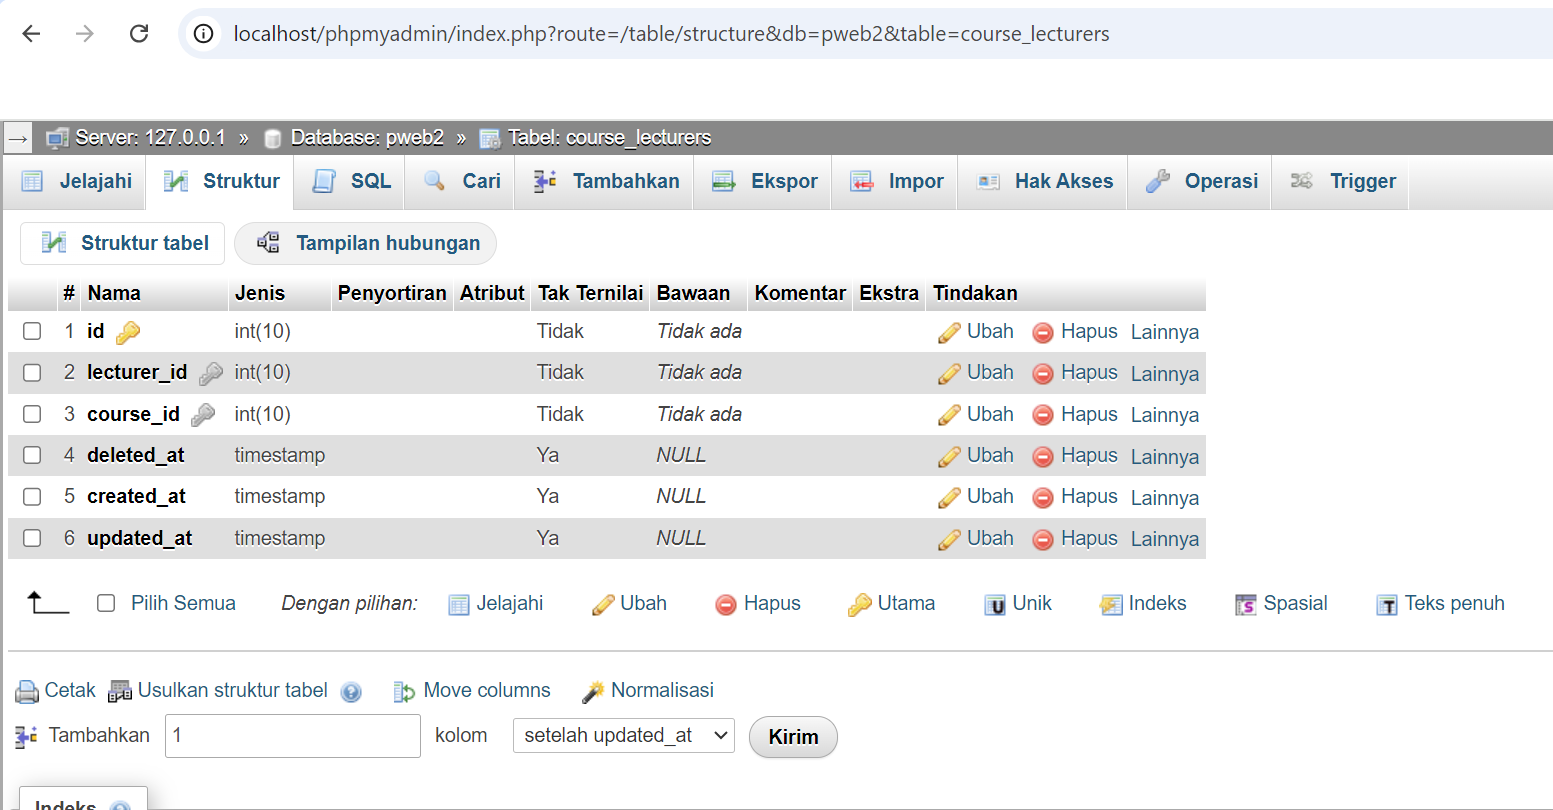 localhost/phpmyadmin/index.php?route=/table/structure&db=pweb2&table=course_lecturers
Server: 127.0.0.1 » Database: pweb2 » Tabel: course_lecturers
Jelajahi Struktur SQL Cari Tambahkan Ekspor Impor Hak Akses Operasi Trigger
Struktur tabel Tampilan hubungan
# Nama Jenis Penyortiran Atribut Tak Ternilai Bawaan Komentar Ekstra Tindakan
1 id int(10) Tidak Tidak ada Ubah Hapus Lainnya
2 lecturer_id int(10) Tidak Tidak ada Ubah Hapus Lainnya
3 course_id int(10) Tidak Tidak ada Ubah Hapus Lainnya
4 deleted_at timestamp Ya NULL Ubah Hapus Lainnya
5 created_at timestamp Ya NULL Ubah Hapus Lainnya
6 updated_at timestamp Ya NULL Ubah Hapus Lainnya
Pilih Semua Dengan pilihan: Jelajahi Ubah Hapus Utama Unik Indeks Spasial Teks penuh
Cetak Usulkan struktur tabel Move columns Normalisasi
Tambahkan 1 kolom setelah updated_at Kirim
Indeks